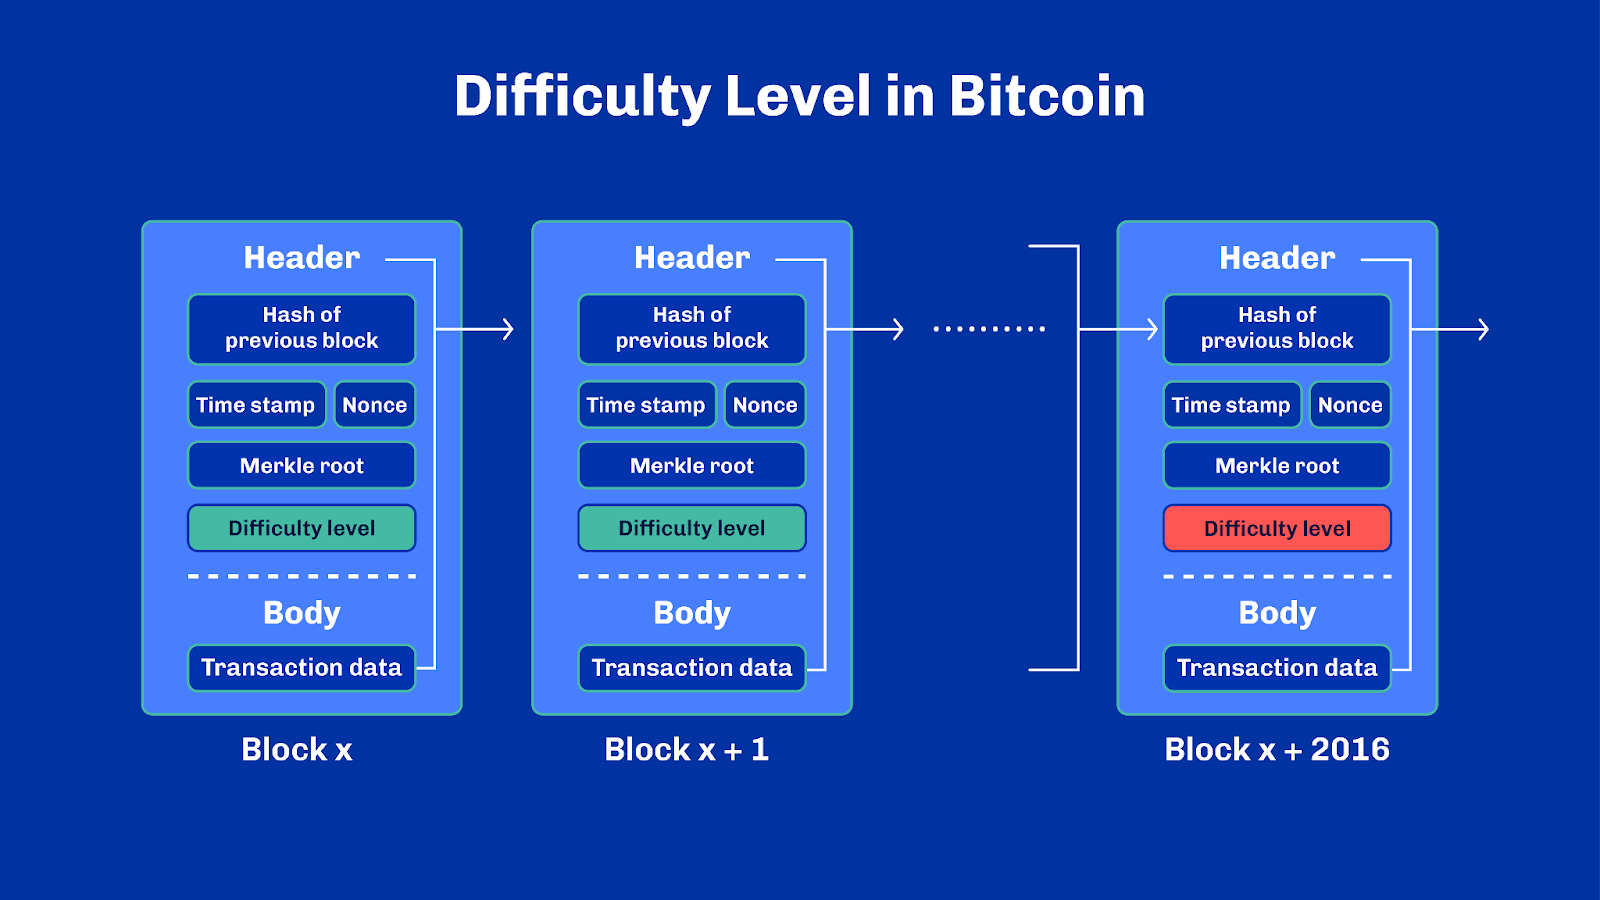 Difficulty Level in Bitcoin
Header
Hash of
previous block
Time stamp
Nonce
Merkle root
Difficulty level
Body
Transaction data
Block x
Header
Hash of
previous block
Time stamp
Nonce
Merkle root
Difficulty level
Body
Transaction data
Block x + 1
Header
Hash of
previous block
Time stamp
Nonce
Merkle root
Difficulty level
Body
Transaction data
Block x + 2016